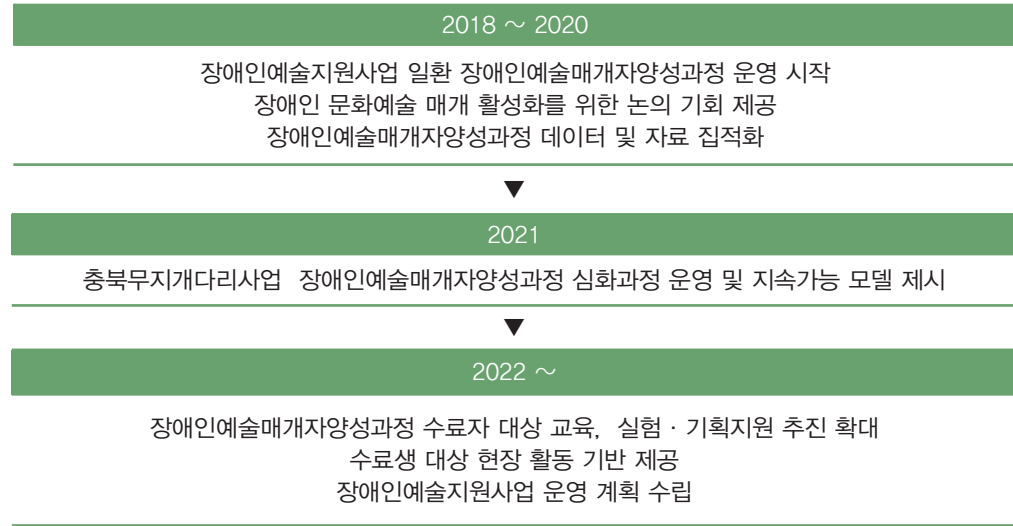 2018 ~ 2020
장애인예술지원사업 일환 장애인예술매개자양성과정 운영 시작
장애인 문화예술 매개 활성화를 위한 논의 기회 제공
장애인예술매개자양성과정 데이터 및 자료 집적화
▼
2021
충북무지개다리사업 장애인예술매개자양성과정 심화과정 운영 및 지속가능 모델 제시
▼
2022 ~
장애인예술매개자양성과정 수료자 대상 교육, 실험 · 기획지원 추진 확대
수료생 대상 현장 활동 기반 제공
장애인예술지원사업 운영 계획 수립